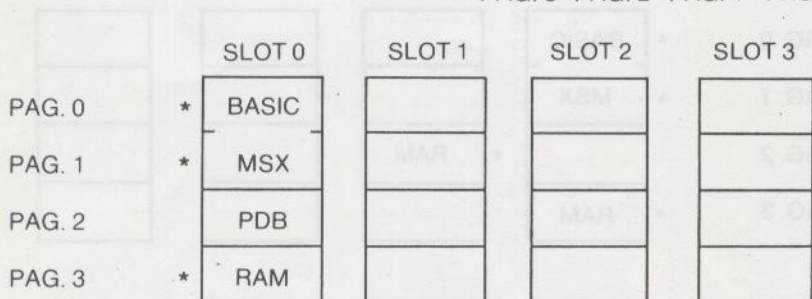 SLOT 0 SLOT 1 SLOT 2 SLOT 3
PAG. 0 * BASIC
PAG. 1 * MSX
PAG. 2 PDB
PAG. 3 * RAM